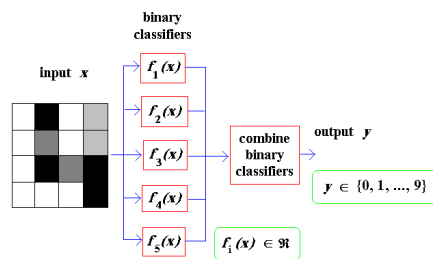 binary
classifiers
input x
f1(x)
f2(x)
f3(x)
f4(x)
f5(x)
combine
binary
classifiers
output y
y ∈ {0, 1, ..., 9}
fi(x) ∈ ℜ